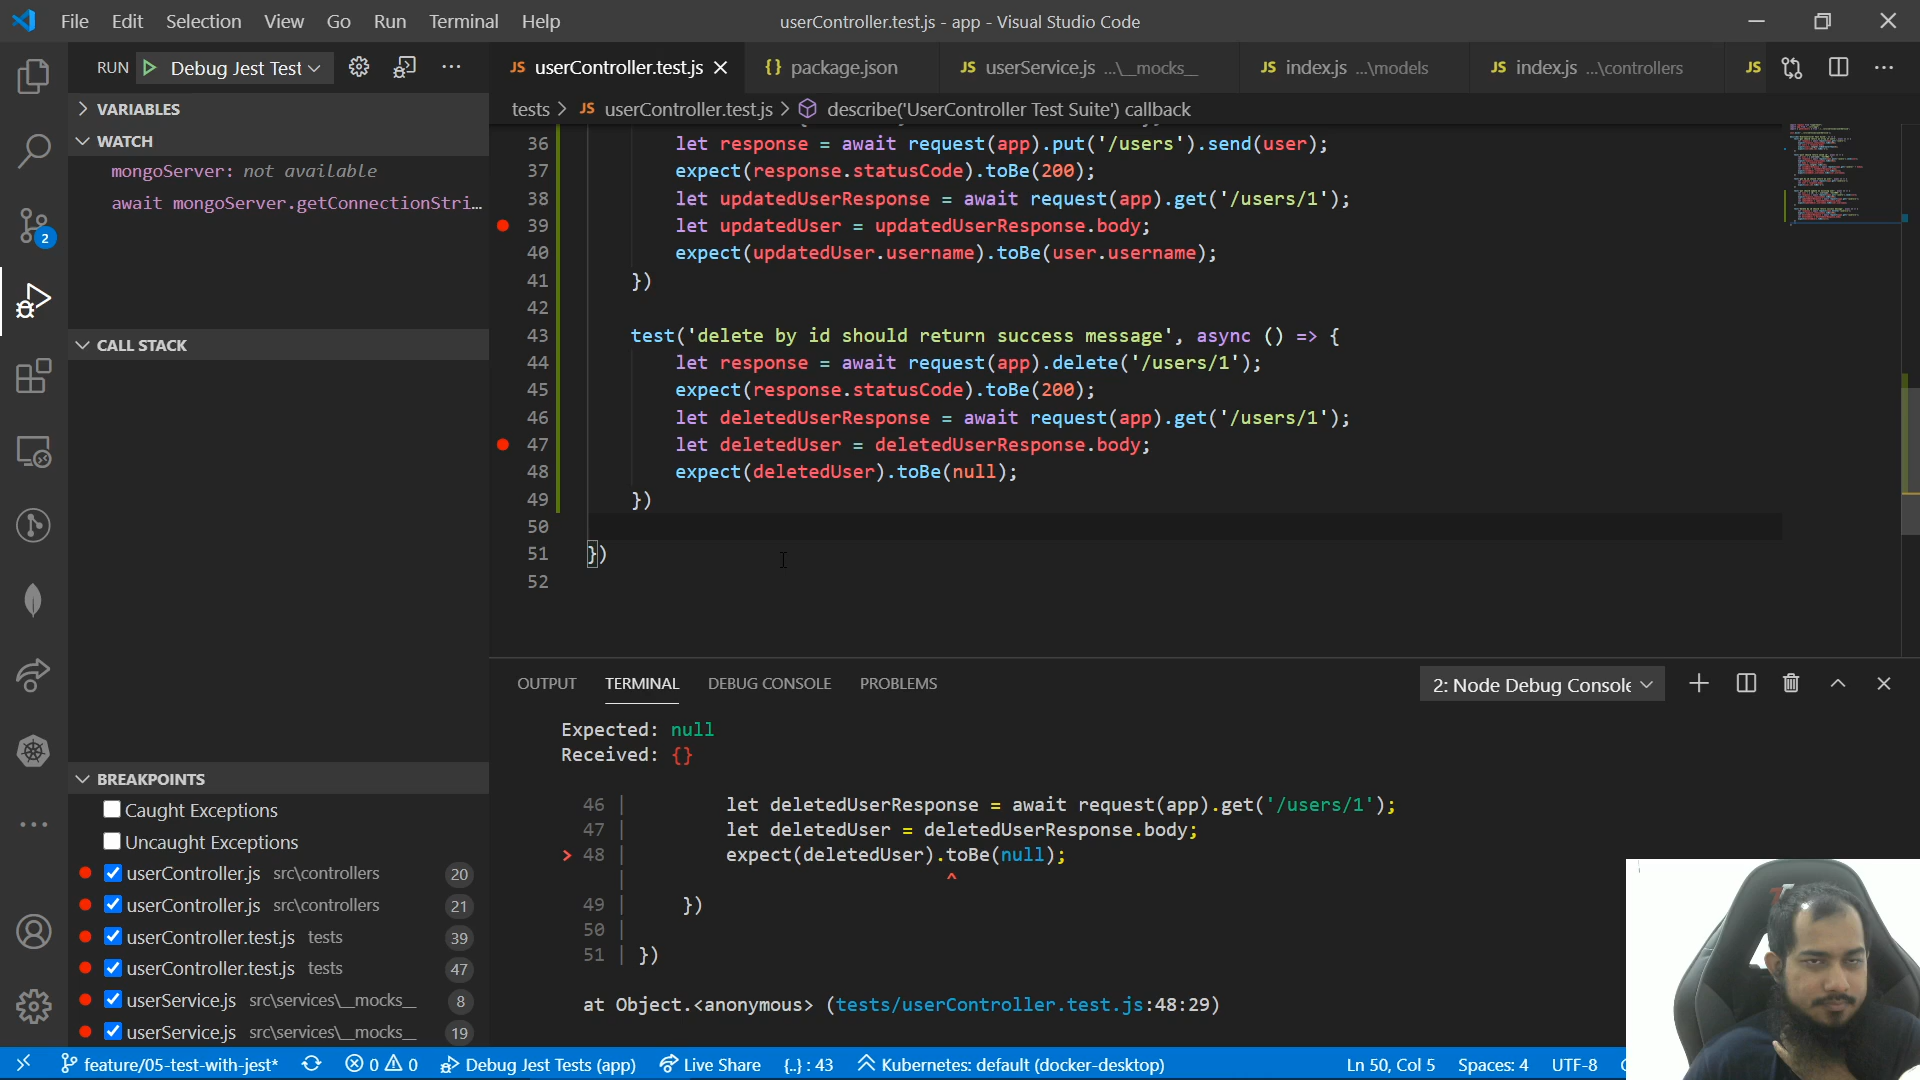 File Edit Selection View Go Run Terminal Help
userController.test.js - app - Visual Studio Code
RUN Debug Jest Test
JS userController.test.js
{} package.json
JS userService.js ...\__mocks__
JS index.js ...\models
JS index.js ...\controllers
JS
VARIABLES
WATCH
mongoServer: not available
await mongoServer.getConnectionStri...
2
CALL STACK
BREAKPOINTS
Caught Exceptions
Uncaught Exceptions
userController.js src\controllers 20
userController.js src\controllers 21
userController.test.js tests 39
userController.test.js tests 47
userService.js src\services\__mocks__ 8
userService.js src\services\__mocks__ 19
tests > JS userController.test.js > describe('UserController Test Suite') callback
36 let response = await request(app).put('/users').send(user);
37 expect(response.statusCode).toBe(200);
38 let updatedUserResponse = await request(app).get('/users/1');
39 let updatedUser = updatedUserResponse.body;
40 expect(updatedUser.username).toBe(user.username);
41 })
42
43 test('delete by id should return success message', async () => {
44 let response = await request(app).delete('/users/1');
45 expect(response.statusCode).toBe(200);
46 let deletedUserResponse = await request(app).get('/users/1');
47 let deletedUser = deletedUserResponse.body;
48 expect(deletedUser).toBe(null);
49 })
50
51 })
52
OUTPUT TERMINAL DEBUG CONSOLE PROBLEMS
2: Node Debug Console
Expected: null
Received: {}
46 | let deletedUserResponse = await request(app).get('/users/1');
47 | let deletedUser = deletedUserResponse.body;
> 48 | expect(deletedUser).toBe(null);
| ^
49 | })
50 |
51 | })
at Object.<anonymous> (tests/userController.test.js:48:29)
feature/05-test-with-jest* 0 0 Debug Jest Tests (app) Live Share {..} : 43 Kubernetes: default (docker-desktop) Ln 50, Col 5 Spaces: 4 UTF-8